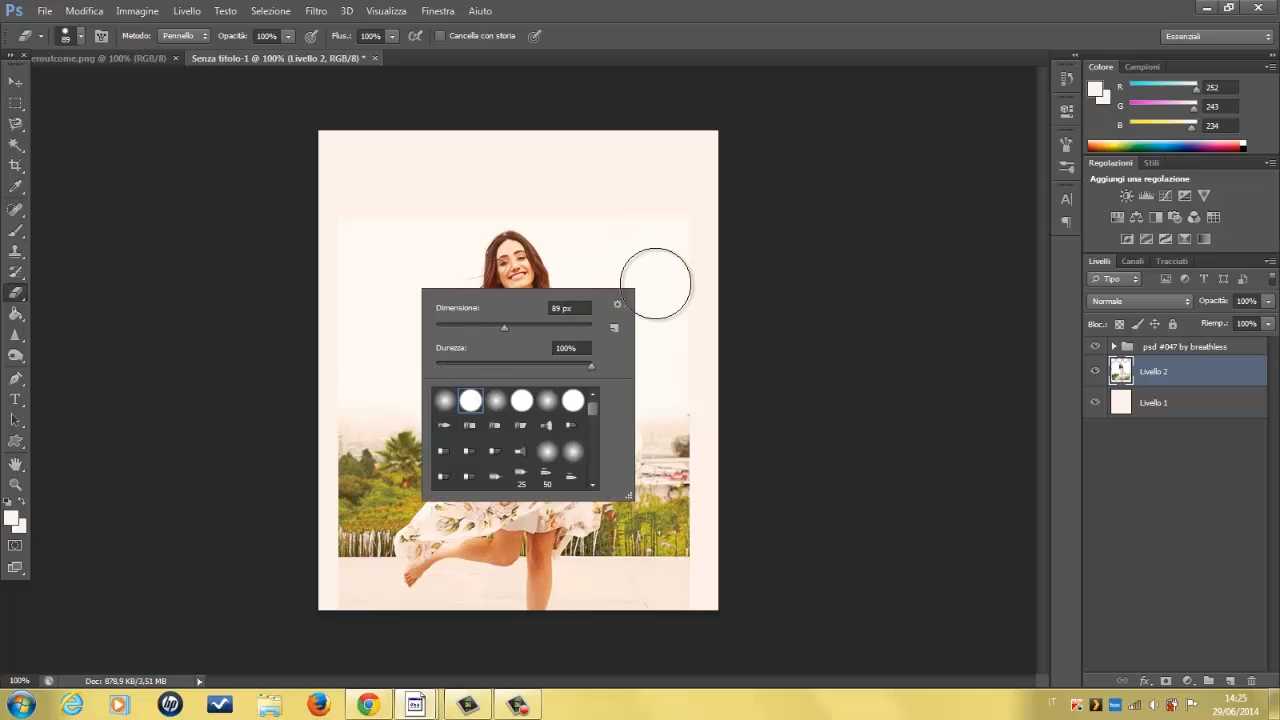 Ps File Modifica Immagine Livello Testo Selezione Filtro 3D Visualizza Finestra Aiuto
89 Metodo: Pennello Opacità: 100% Flus.: 100% Cancella con storia Essenziali
eroutcome.png @ 100% (RGB/8) × Senza titolo-1 @ 100% (Livello 2, RGB/8) * ×
Colore Campioni
R 252
G 243
B 234
Regolazioni Stili
Aggiungi una regolazione
Livelli Canali Tracciati
Tipo
Normale Opacità: 100%
Bloc.: Riemp.: 100%
psd #047 by breathless
Livello 2
Livello 1
Dimensione: 89 px
Durezza: 100%
25 50
100% Doc: 878,9 KB/3,51 MB
hp
IT 14:25
29/06/2014